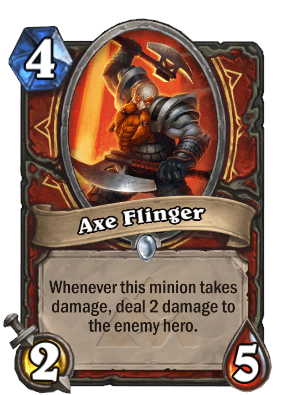 4
Axe Flinger
Whenever this minion takes
damage, deal 2 damage to
the enemy hero.
2
5